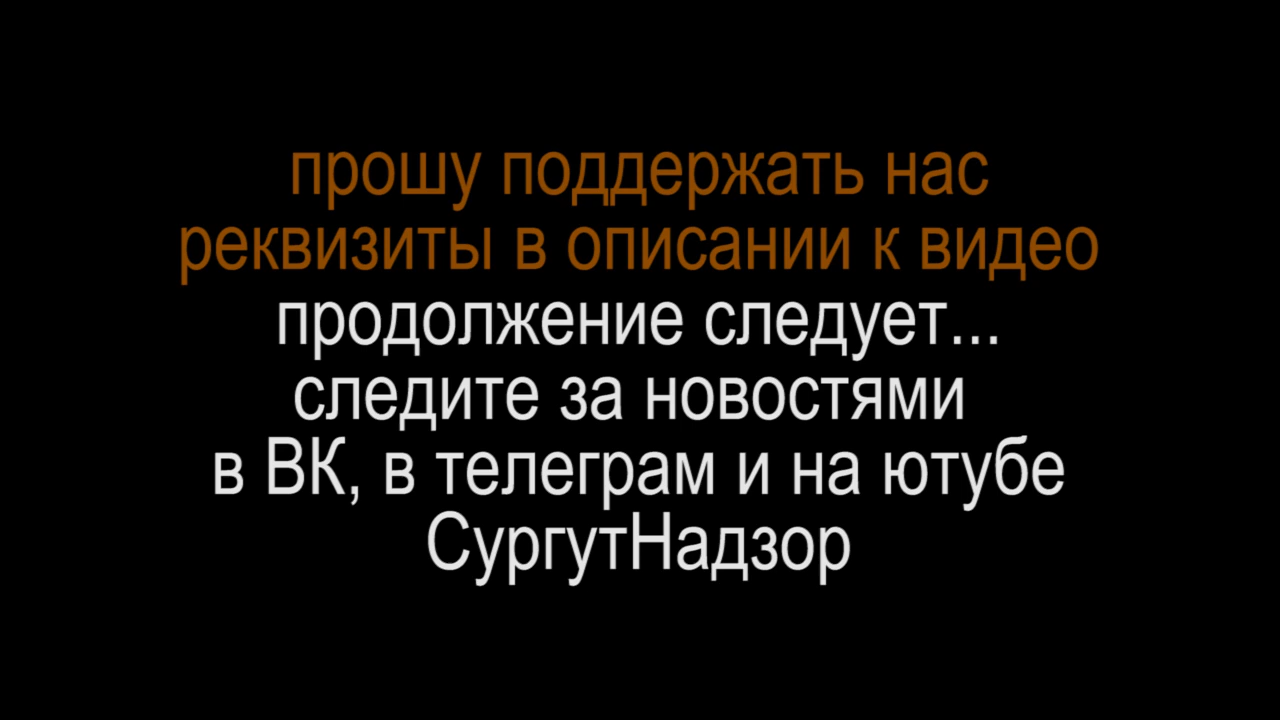 прошу поддержать нас
реквизиты в описании к видео
продолжение следует...
следите за новостями
в ВК, в телеграм и на ютубе
СургутНадзор